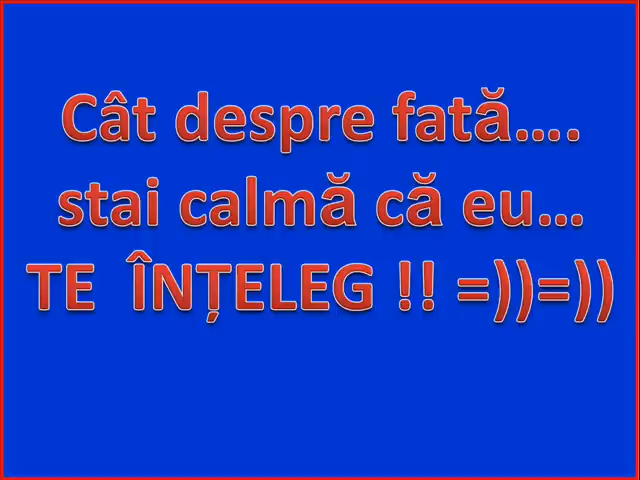 Cât despre fată….
stai calmă că eu…
TE ÎNȚELEG !! =))=))